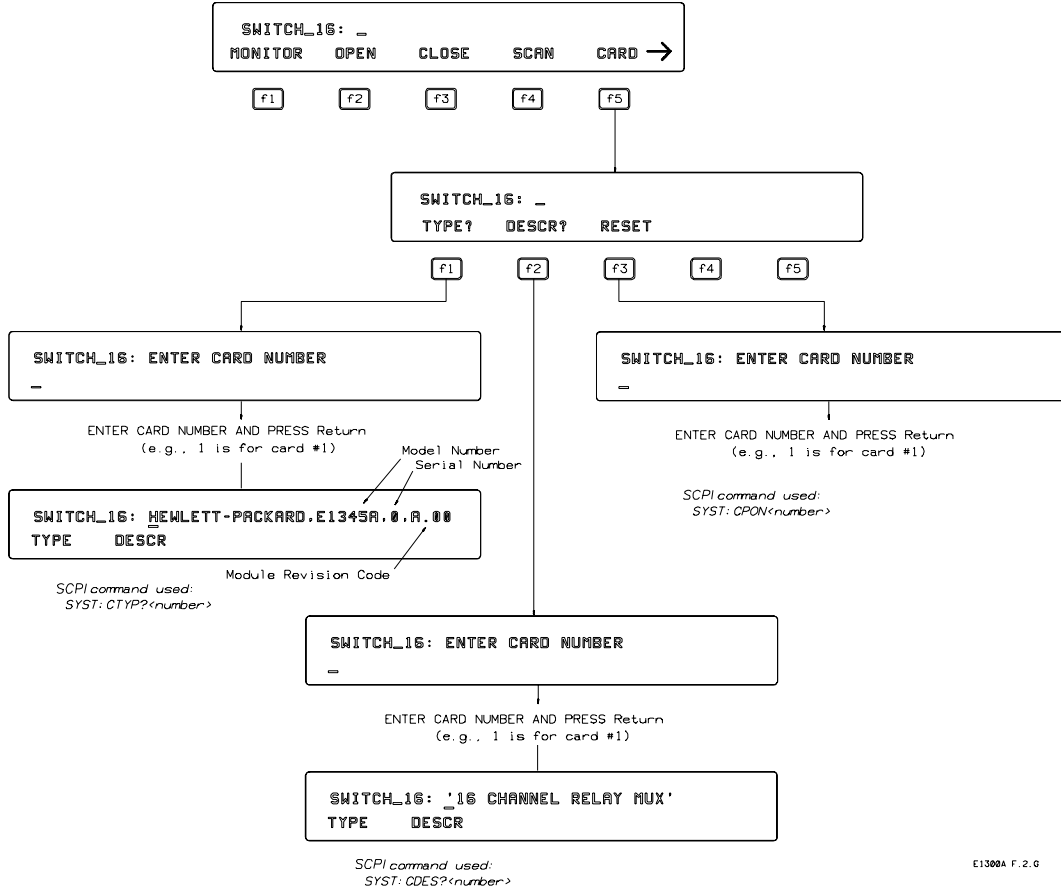 SWITCH_16: _
MONITOR OPEN CLOSE SCAN CARD →
f1 f2 f3 f4 f5
SWITCH_16: _
TYPE? DESCR? RESET
f1 f2 f3 f4 f5
SWITCH_16: ENTER CARD NUMBER
_
ENTER CARD NUMBER AND PRESS Return
(e.g., 1 is for card #1)
Model Number
Serial Number
SWITCH_16: HEWLETT-PACKARD,E1345A,0,A.00
TYPE DESCR
Module Revision Code
SCPI command used:
SYST: CTYP?<number>
SWITCH_16: ENTER CARD NUMBER
_
ENTER CARD NUMBER AND PRESS Return
(e.g., 1 is for card #1)
SCPI command used:
SYST: CPON<number>
SWITCH_16: ENTER CARD NUMBER
_
ENTER CARD NUMBER AND PRESS Return
(e.g., 1 is for card #1)
SWITCH_16: '16 CHANNEL RELAY MUX'
TYPE DESCR
SCPI command used:
SYST: CDES?<number>
E1300A F.2.G